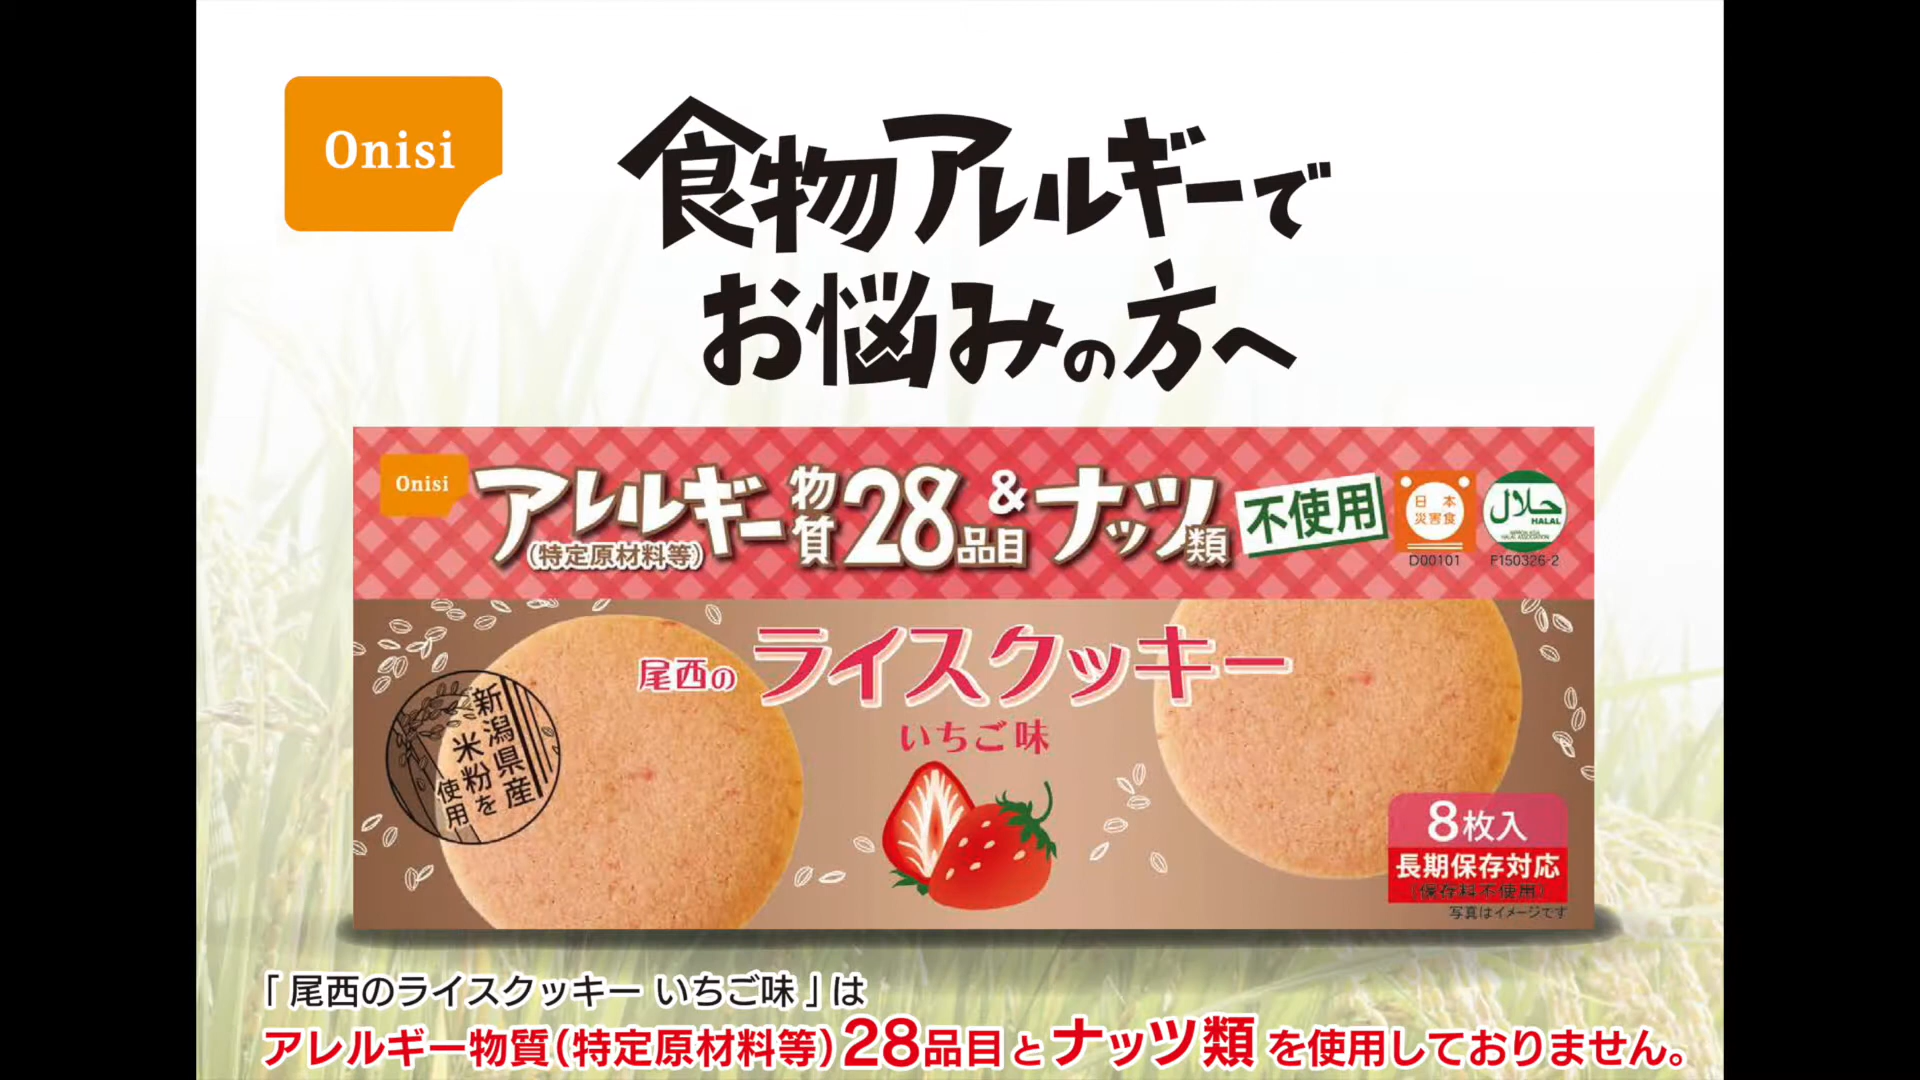 Onisi
食物アレルギーで
お悩みの方へ
Onisi
アレルギー物質28品目&ナッツ類
(特定原材料等)
不使用
日本
災害食
D00101
حلال
HALAL
NIPPON ASIA
HALAL ASSOCIATION
F150326-2
尾西のライスクッキー
いちご味
新潟県産
米粉を
使用
8枚入
長期保存対応
(保存料不使用)
写真はイメージです
「尾西のライスクッキー いちご味」は
アレルギー物質(特定原材料等)28品目とナッツ類を使用しておりません。